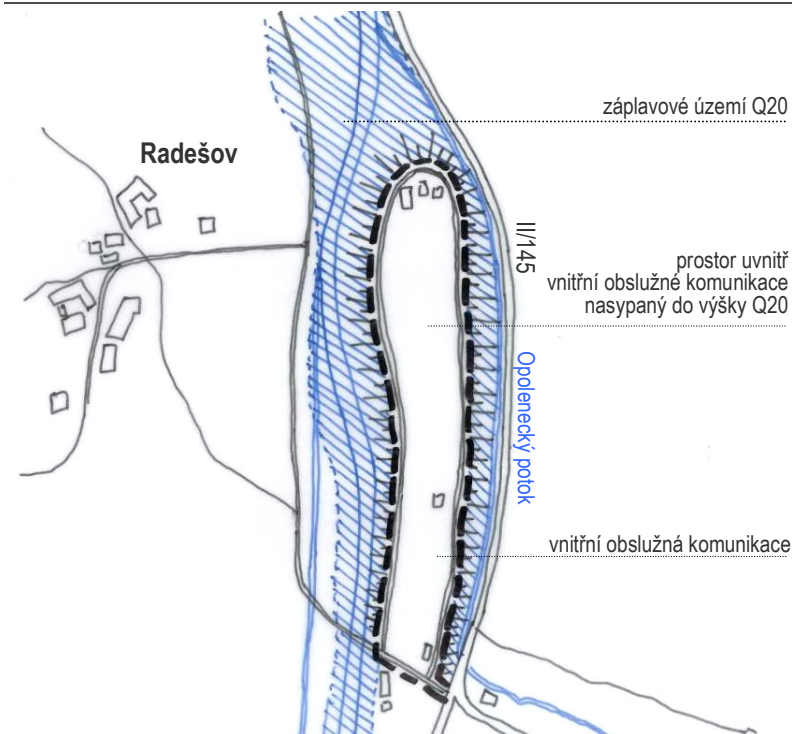 záplavové území Q20
Radešov
II/145
prostor uvnitř
vnitřní obslužné komunikace
nasypaný do výšky Q20
Opolenecký potok
vnitřní obslužná komunikace